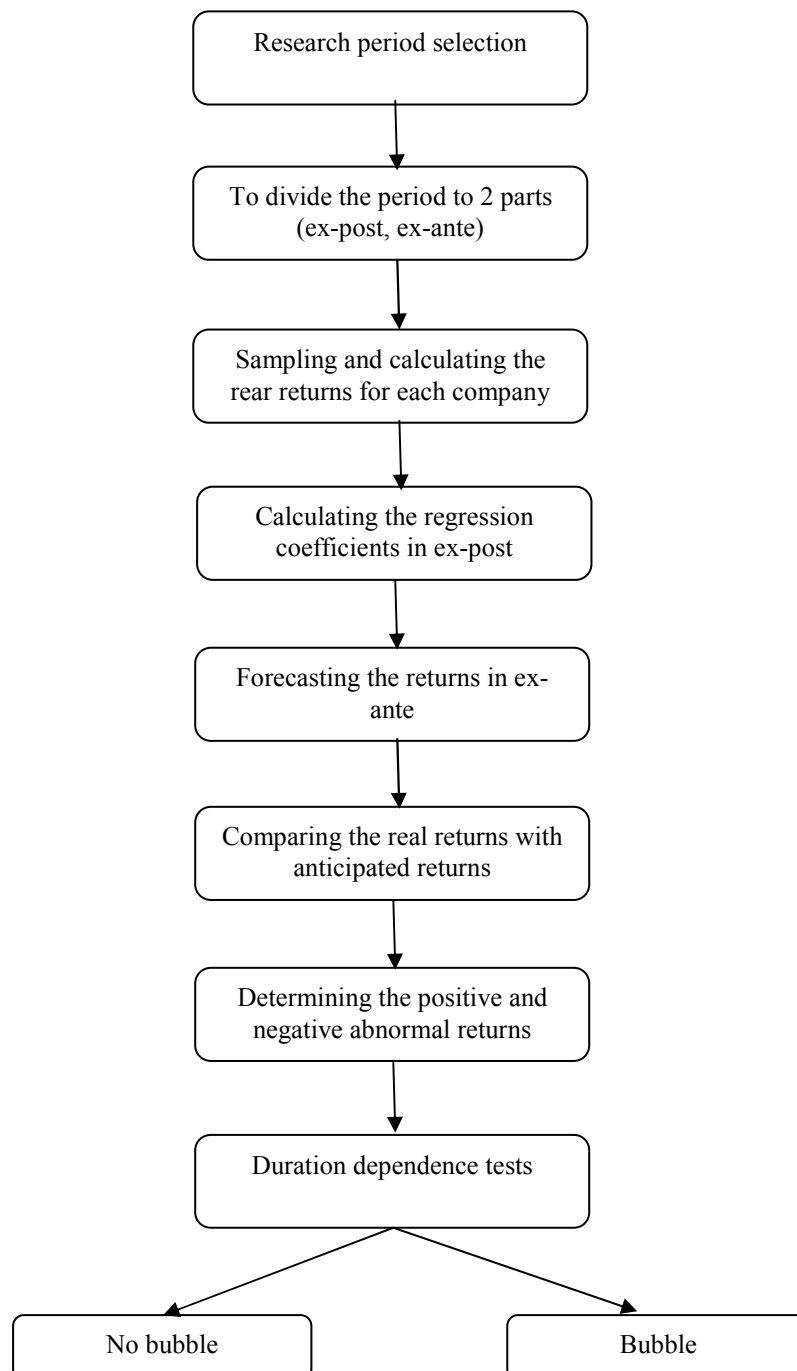 Research period selection
To divide the period to 2 parts
(ex-post, ex-ante)
Sampling and calculating the
rear returns for each company
Calculating the regression
coefficients in ex-post
Forecasting the returns in ex-
ante
Comparing the real returns with
anticipated returns
Determining the positive and
negative abnormal returns
Duration dependence tests
No bubble
Bubble